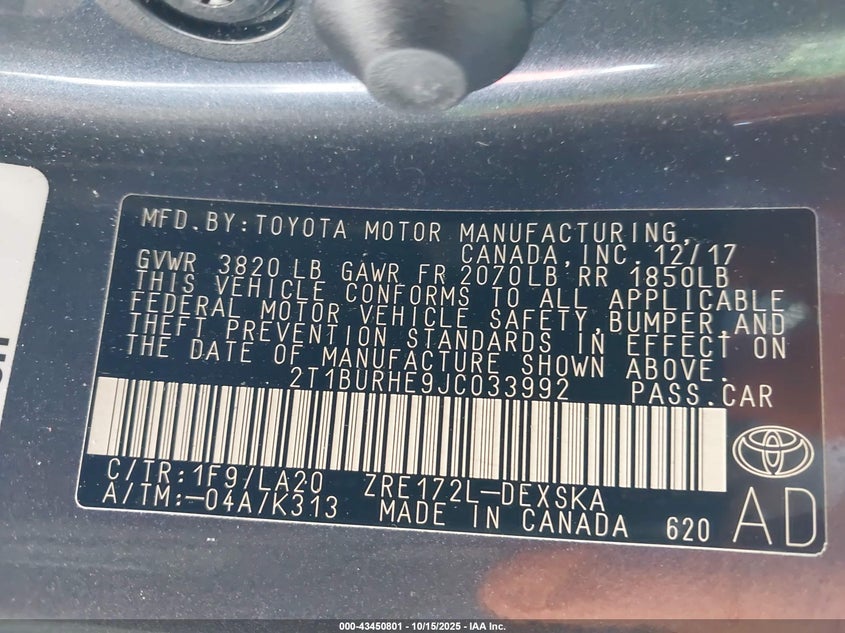 MFD.BY:TOYOTA MOTOR MANUFACTURING,
CANADA,INC. 12/17
GVWR 3820 LB GAWR FR 2070LB RR 1850LB
THIS VEHICLE CONFORMS TO ALL APPLICABLE
FEDERAL MOTOR VEHICLE SAFETY,BUMPER,AND
THEFT PREVENTION STANDARDS IN EFFECT ON
THE DATE OF MANUFACTURE SHOWN ABOVE.
2T1BURHE9JC033992 PASS.CAR
C/TR:1F9/LA20 ZRE172L-DEXSKA
A/TM:-04A/K313 MADE IN CANADA 620 AD
000-43450801 - 10/15/2025 - IAA Inc.